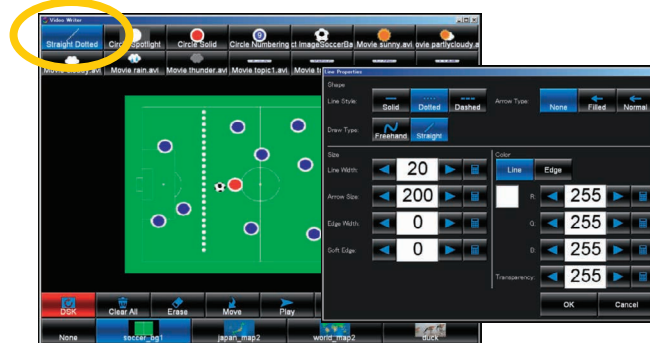 Video Writer
Straight Dotted Circle Spotlight Circle Solid Circle Numbering ct ImageSoccerBa Movie sunny.avi ovie partlycloudy.a
Movie rain.avi Movie thunder.avi Movie topic1.avi
Line Properties
Shape
Line Style: Solid Dotted Dashed Arrow Type: None Filled Normal
Draw Type: Freehand Straight
Size Color
Line Width: 20 Line Edge
Arrow Size: 200 R: 255
Edge Width: 0 G: 255
Soft Edge: 0 255
Transparency: 255
OK Cancel
DSK Clear All Erase Move Play
None soccer_bg1 japan_map2 world_map2 duck
9